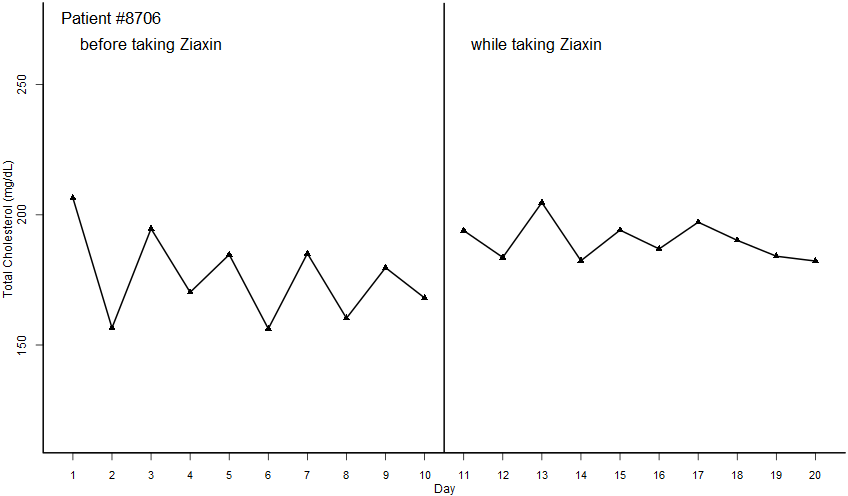 Patient #8706
before taking Ziaxin
while taking Ziaxin
Total Cholesterol (mg/dL)
250
200
150
1 2 3 4 5 6 7 8 9 10 11 12 13 14 15 16 17 18 19 20
Day